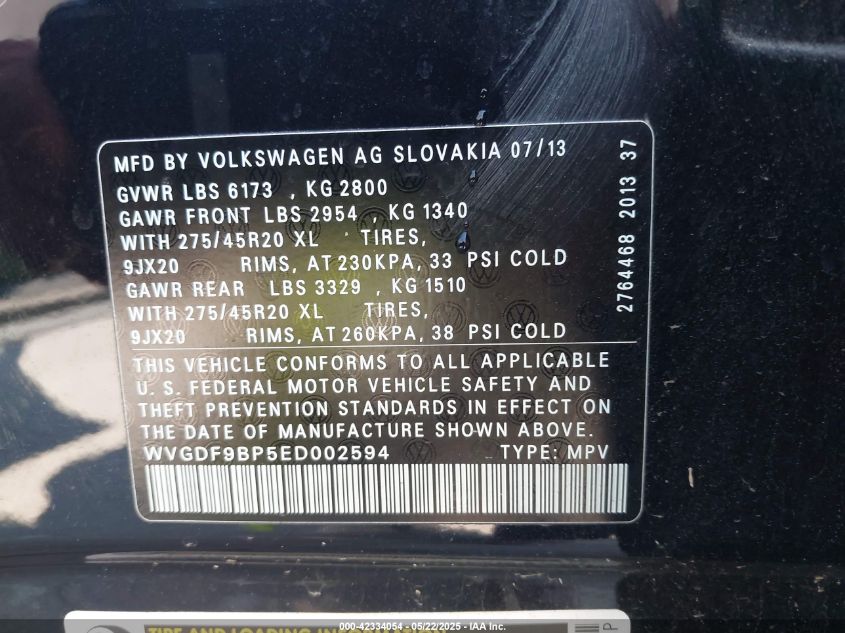 MFD BY VOLKSWAGEN AG SLOVAKIA 07/13
GVWR LBS 6173 , KG 2800
GAWR FRONT LBS 2954 , KG 1340
WITH 275/45R20 XL TIRES,
9JX20 RIMS, AT 230KPA, 33 PSI COLD
GAWR REAR LBS 3329 , KG 1510
WITH 275/45R20 XL TIRES,
9JX20 RIMS, AT 260KPA, 38 PSI COLD
THIS VEHICLE CONFORMS TO ALL APPLICABLE
U. S. FEDERAL MOTOR VEHICLE SAFETY AND
THEFT PREVENTION STANDARDS IN EFFECT ON
THE DATE OF MANUFACTURE SHOWN ABOVE.
WVGDF9BP5ED002594 TYPE: MPV
2764468 2013 37
TIRE AND LOADING INFORMATION
000-42334054 - 05/22/2025 - IAA Inc.